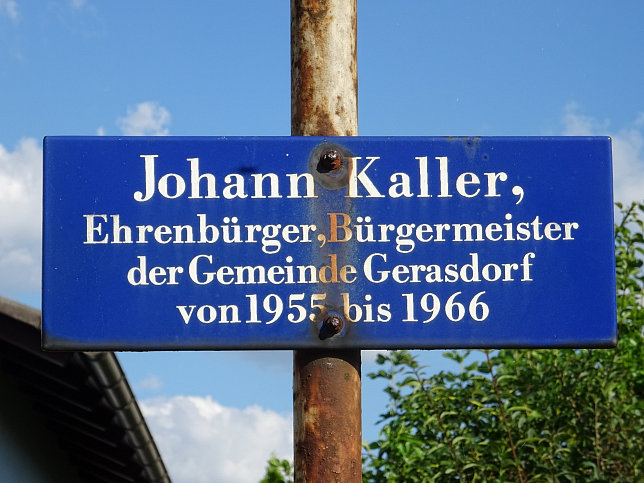 Johann Kaller,
Ehrenbürger, Bürgermeister
der Gemeinde Gerasdorf
von 1955 bis 1966